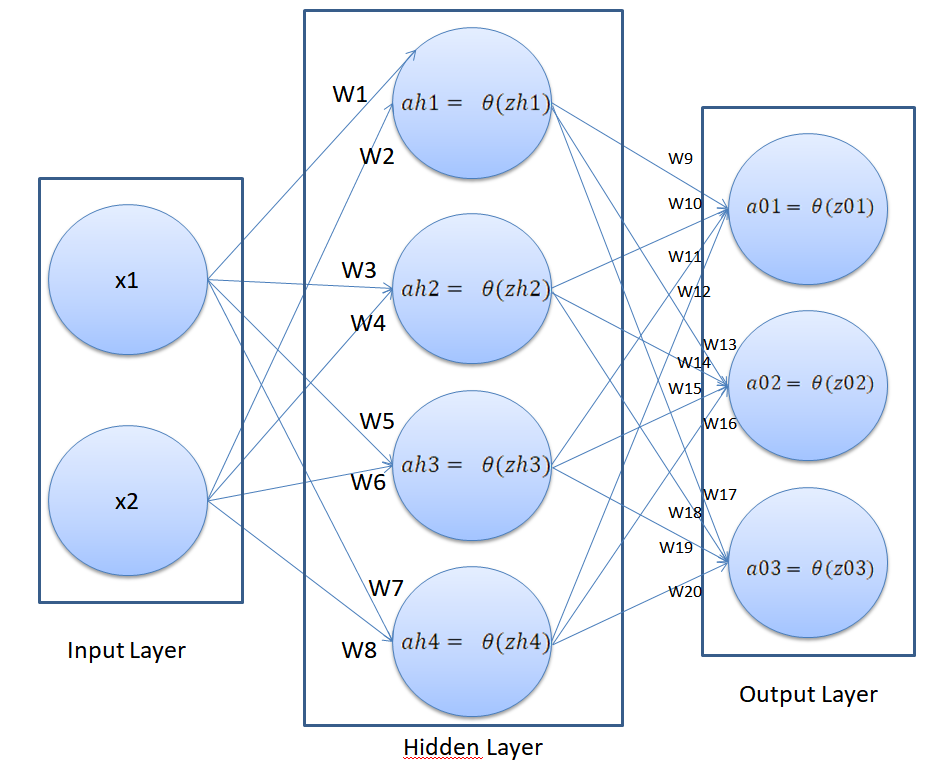 x1
x2
Input Layer
W1
W2
W3
W4
W5
W6
W7
W8
ah1 = θ(zh1)
ah2 = θ(zh2)
ah3 = θ(zh3)
ah4 = θ(zh4)
Hidden Layer
W9
W10
W11
W12
W13
W14
W15
W16
W17
W18
W19
W20
a01 = θ(z01)
a02 = θ(z02)
a03 = θ(z03)
Output Layer